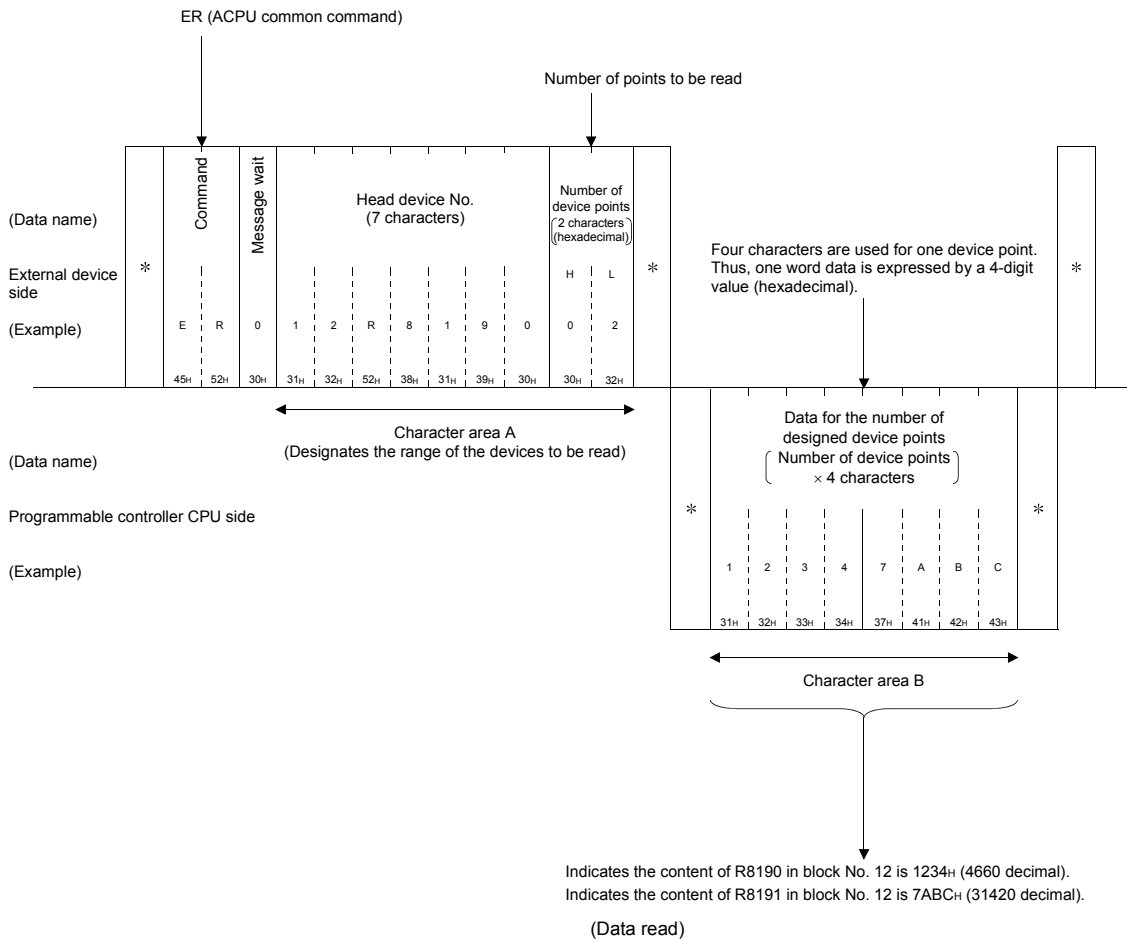 ER (ACPU common command)
Number of points to be read
(Data name)
Command
Message wait
Head device No.
(7 characters)
Number of
device points
2 characters
(hexadecimal)
Four characters are used for one device point.
Thus, one word data is expressed by a 4-digit
value (hexadecimal).
External device
side
*
*
*
H L
(Example)
E R 0 1 2 R 8 1 9 0 0 2
45H 52H 30H 31H 32H 52H 38H 31H 39H 30H 30H 32H
Character area A
(Designates the range of the devices to be read)
Data for the number of
designed device points
Number of device points
× 4 characters
(Data name)
Programmable controller CPU side
*
*
(Example)
1 2 3 4 7 A B C
31H 32H 33H 34H 37H 41H 42H 43H
Character area B
Indicates the content of R8190 in block No. 12 is 1234H (4660 decimal).
Indicates the content of R8191 in block No. 12 is 7ABCH (31420 decimal).
(Data read)